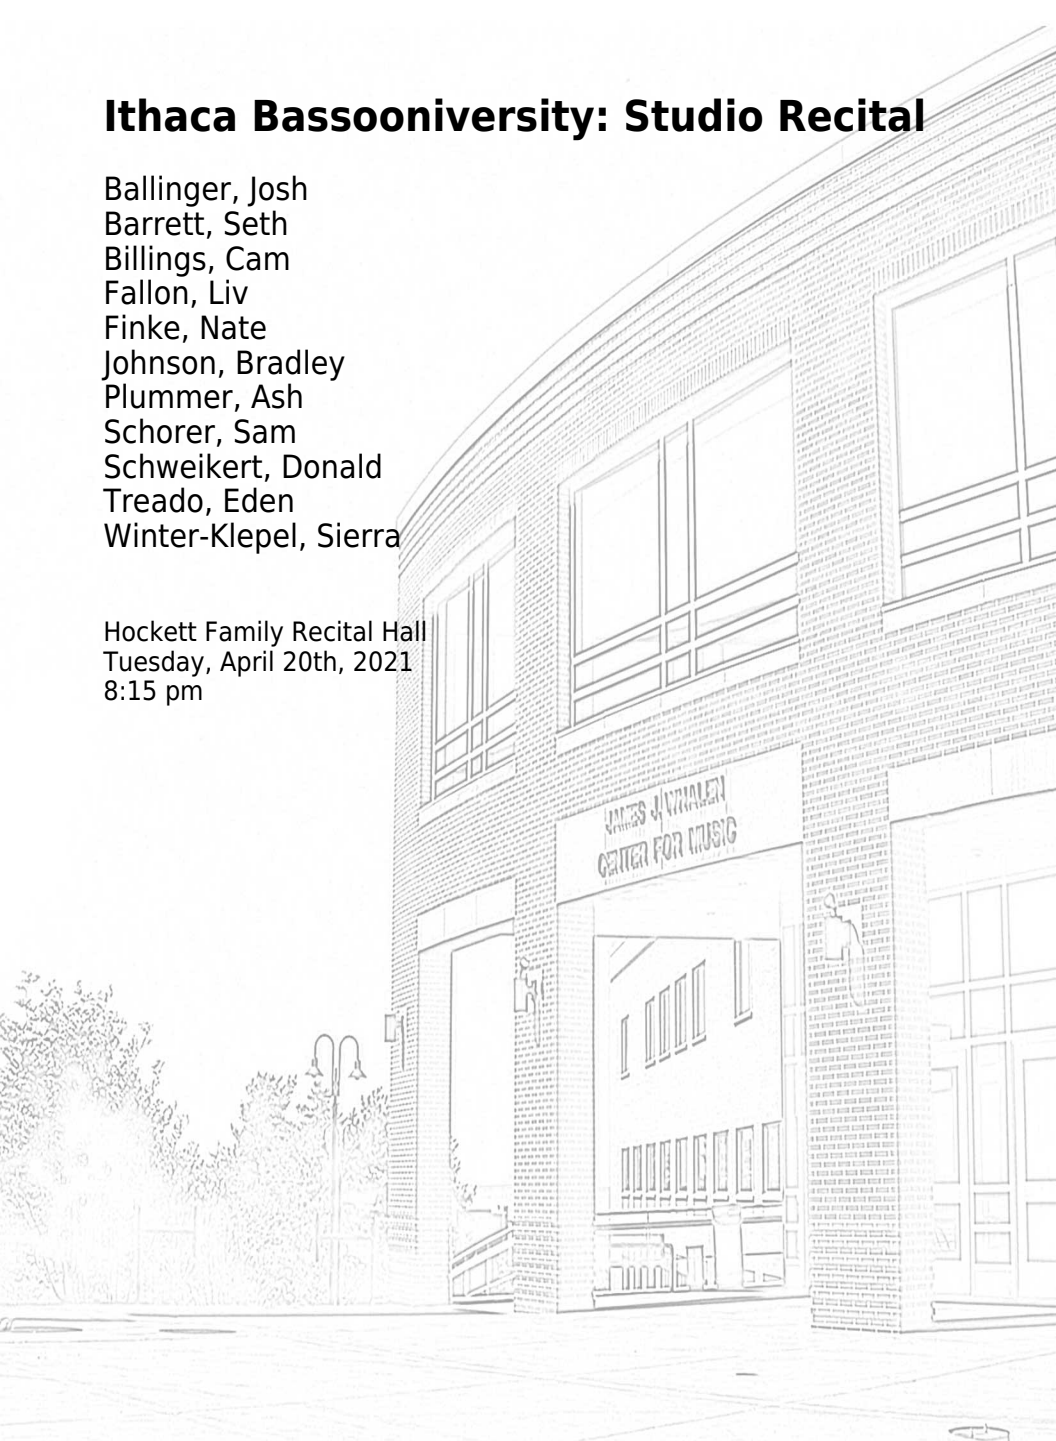 Ithaca Bassooniversity: Studio Recital
Ballinger, Josh
Barrett, Seth
Billings, Cam
Fallon, Liv
Finke, Nate
Johnson, Bradley
Plummer, Ash
Schorer, Sam
Schweikert, Donald
Treado, Eden
Winter-Klepel, Sierra
Hockett Family Recital Hall
Tuesday, April 20th, 2021
8:15 pm
JAMES J. WHALEN
CENTER FOR MUSIC